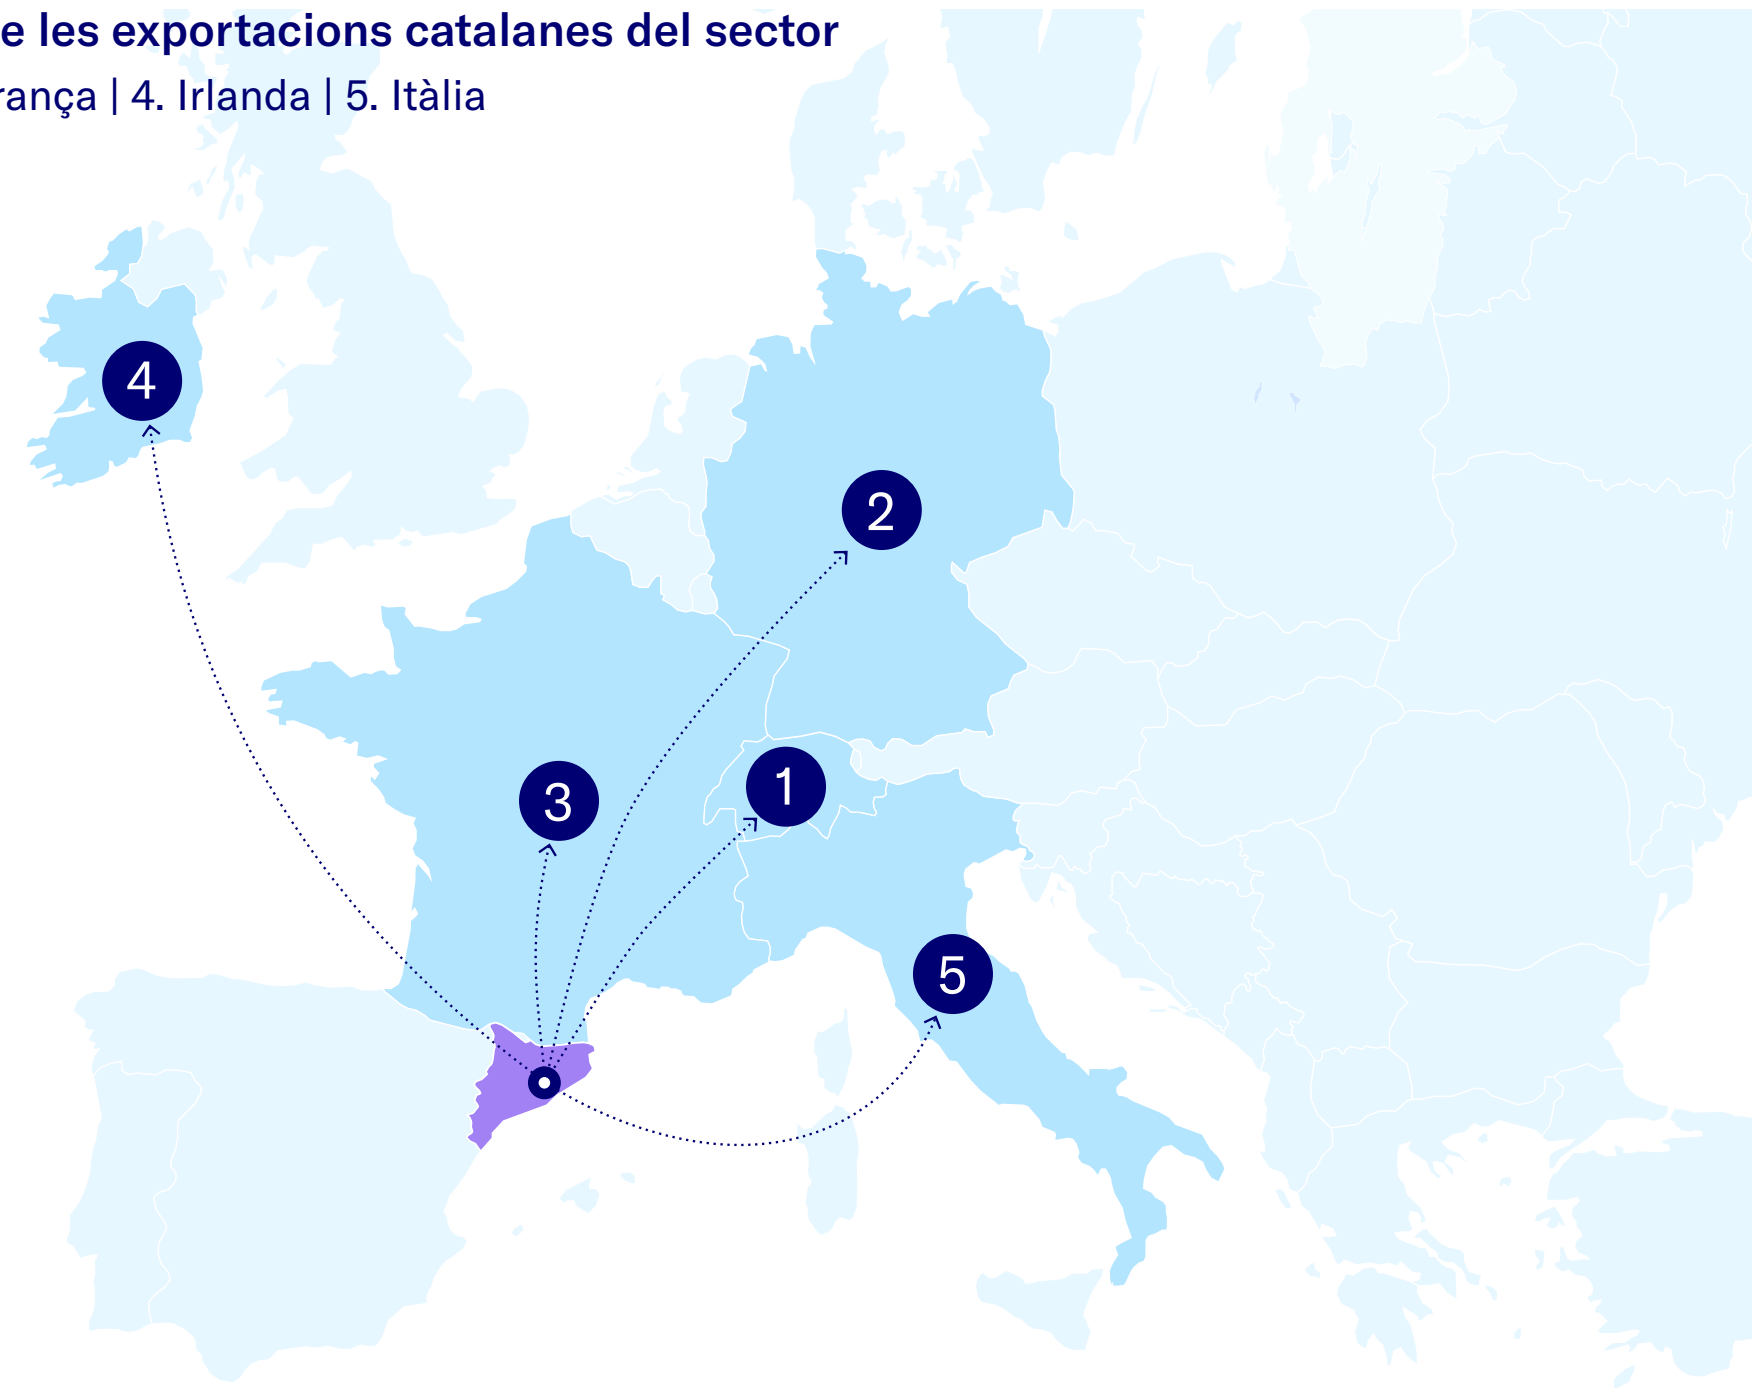 e les exportacions catalanes del sector
rança | 4. Irlanda | 5. Itàlia
4
2
1
3
5